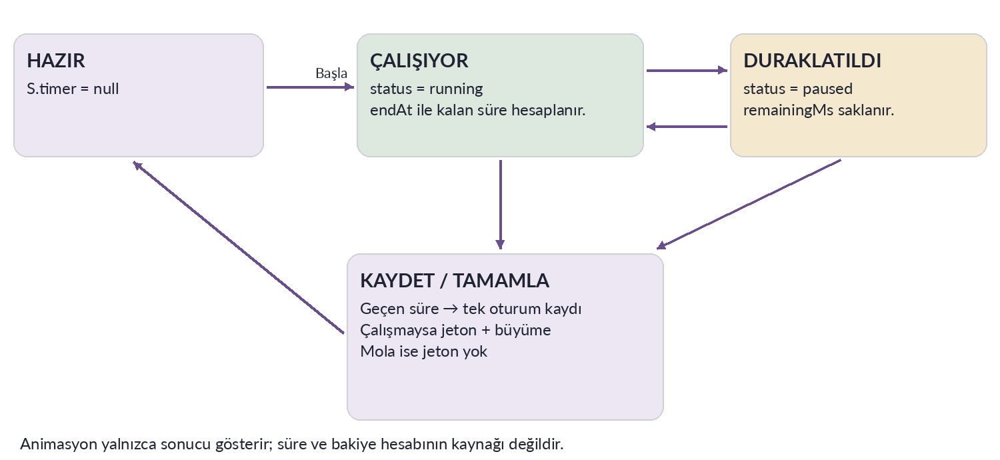 HAZIR
S.timer = null
Başla
ÇALIŞIYOR
status = running
endAt ile kalan süre hesaplanır.
DURAKLATILDI
status = paused
remainingMs saklanır.
KAYDET / TAMAMLA
Geçen süre → tek oturum kaydı
Çalışmaysa jeton + büyüme
Mola ise jeton yok
Animasyon yalnızca sonucu gösterir; süre ve bakiye hesabının kaynağı değildir.